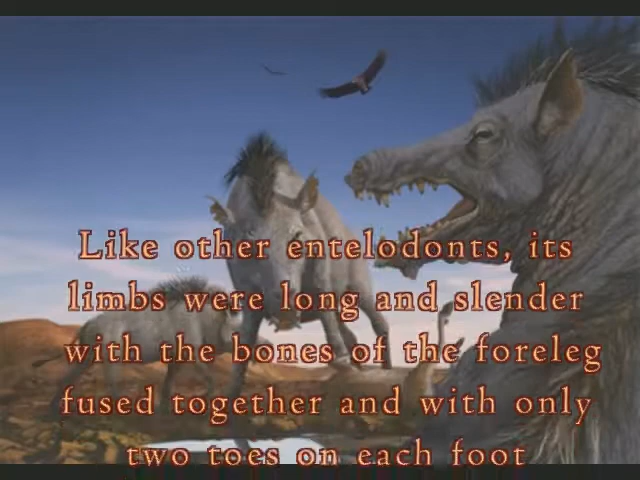 Like other entelodonts, its
limbs were long and slender
with the bones of the foreleg
fused together and with only
two toes on each foot